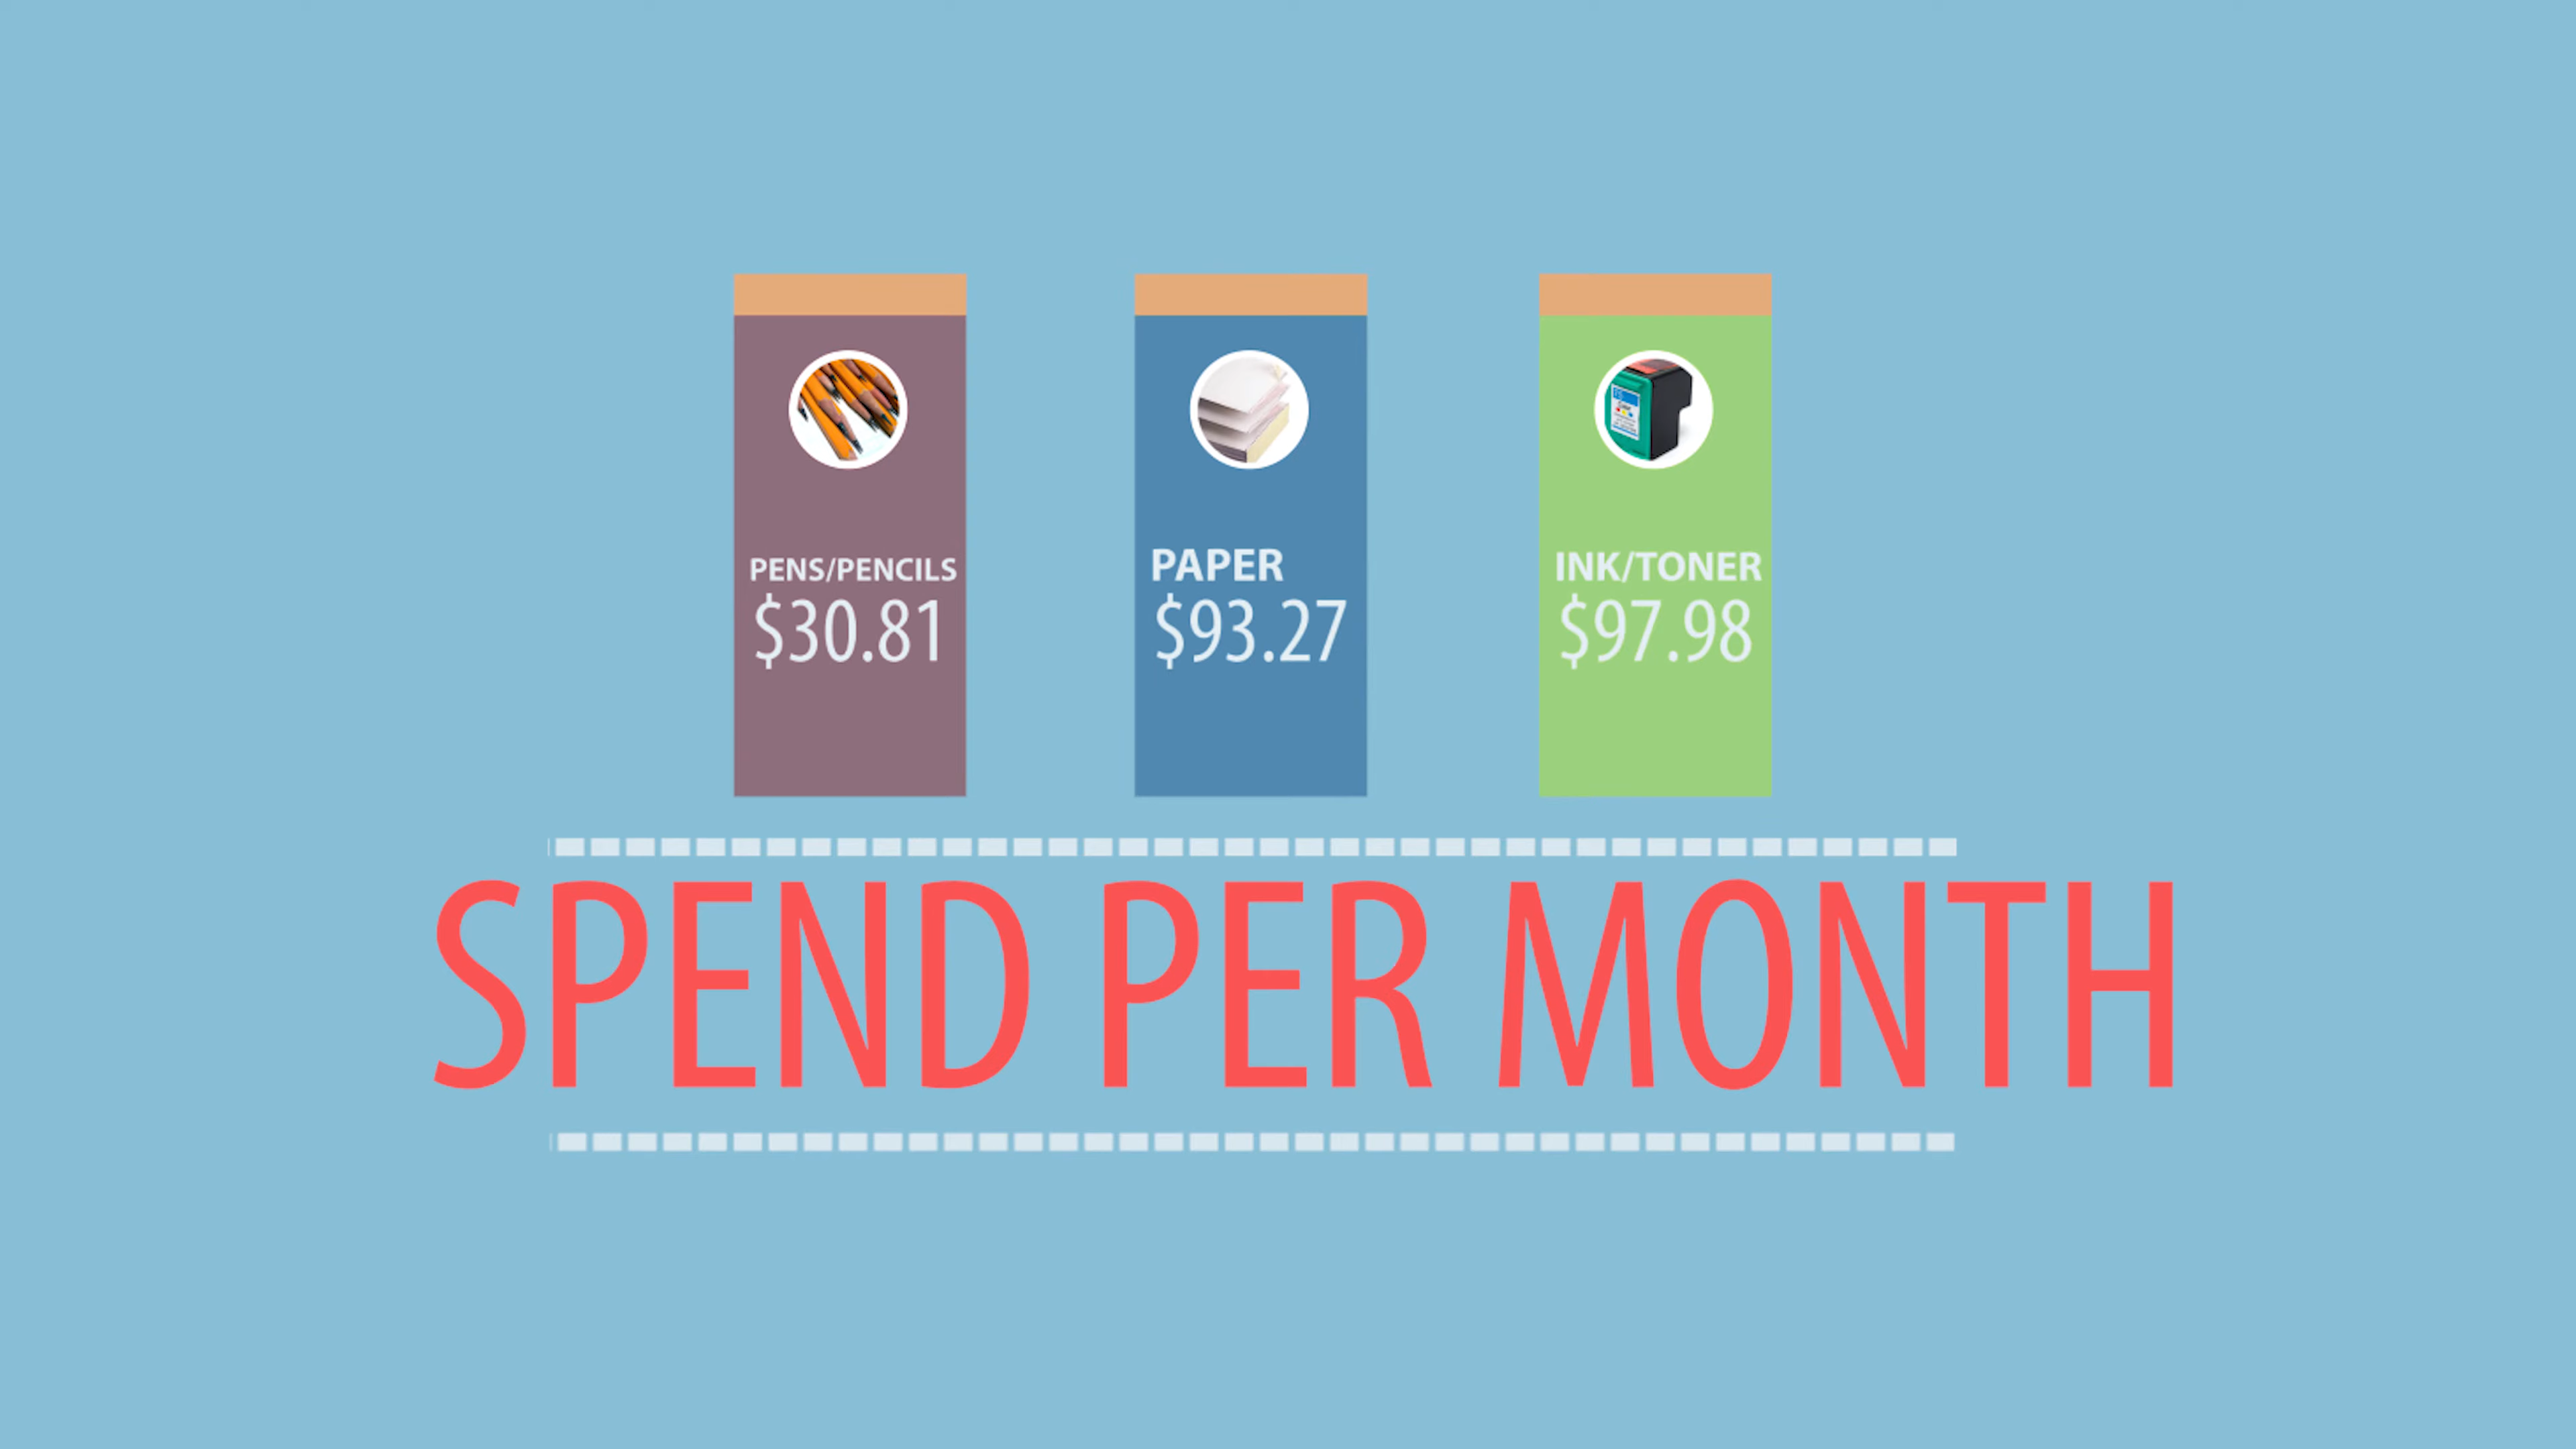 PENS/PENCILS
$30.81
PAPER
$93.27
INK/TONER
$97.98
SPEND PER MONTH